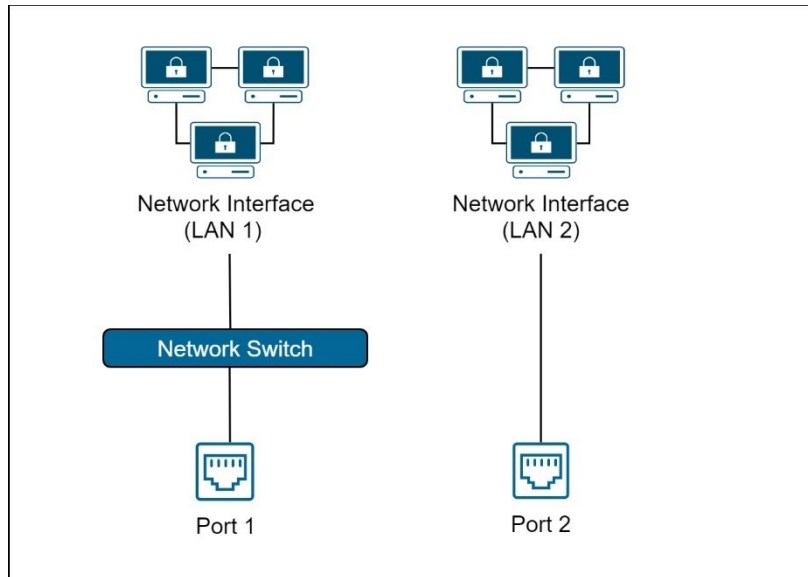 Network Interface
(LAN 1)
Network Interface
(LAN 2)
Network Switch
Port 1
Port 2